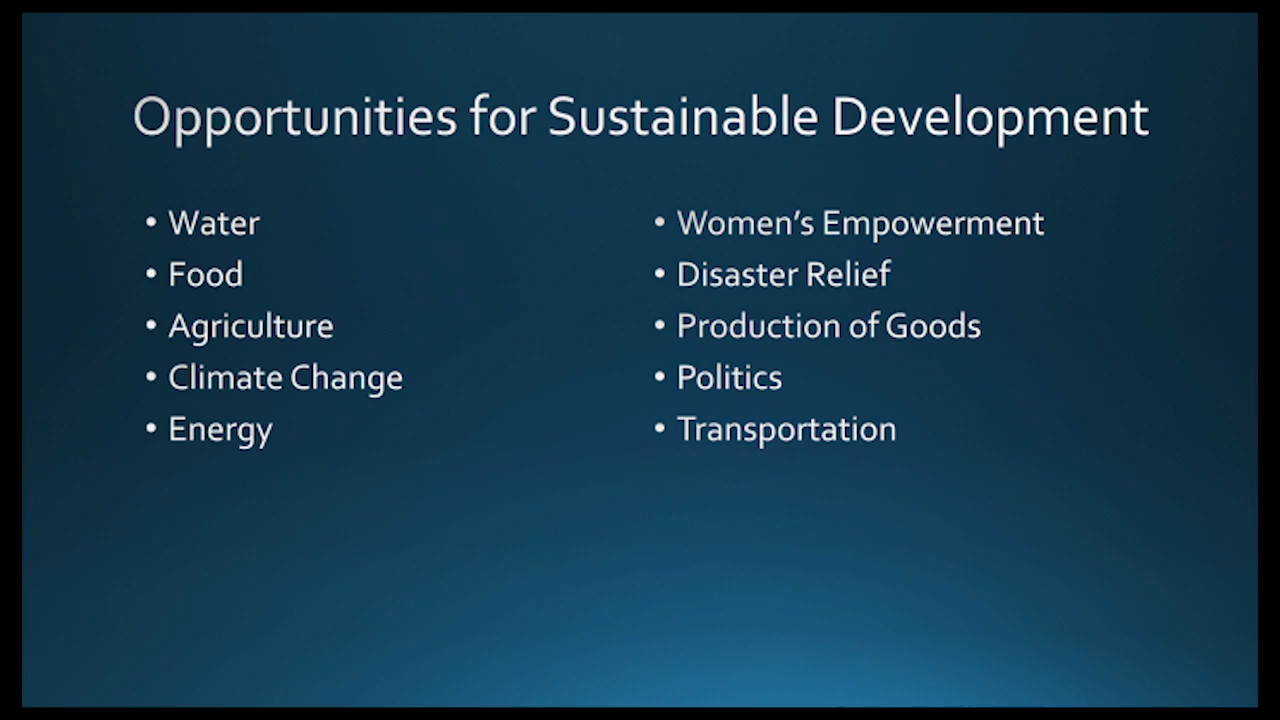 Opportunities for Sustainable Development
• Water
• Food
• Agriculture
• Climate Change
• Energy
• Women’s Empowerment
• Disaster Relief
• Production of Goods
• Politics
• Transportation